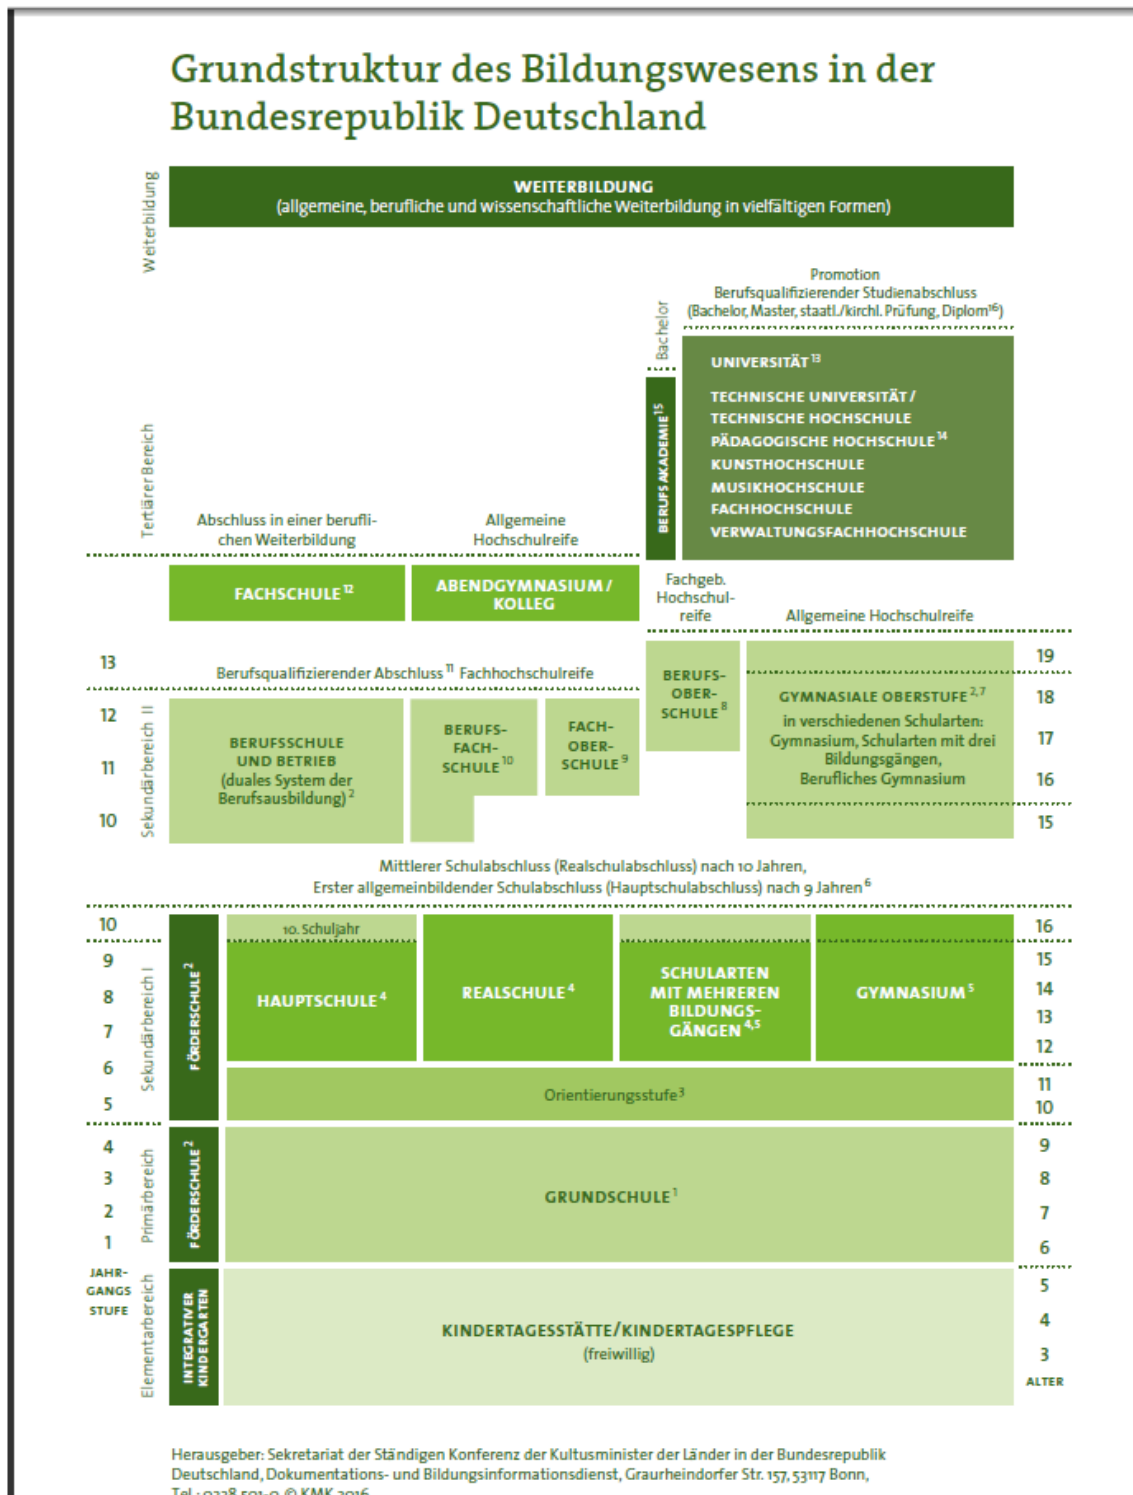 Grundstruktur des Bildungswesens in der
Bundesrepublik Deutschland
Weiterbildung
WEITERBILDUNG
(allgemeine, berufliche und wissenschaftliche Weiterbildung in vielfältigen Formen)
Promotion
Berufsqualifizierender Studienabschluss
(Bachelor, Master, staatl./kirchl. Prüfung, Diplom¹⁶)
Bachelor
Tertiärer Bereich
BERUFSAKADEMIE¹⁵
UNIVERSITÄT¹³
TECHNISCHE UNIVERSITÄT/
TECHNISCHE HOCHSCHULE
PÄDAGOGISCHE HOCHSCHULE¹⁴
KUNSTHOCHSCHULE
MUSIKHOCHSCHULE
FACHHOCHSCHULE
VERWALTUNGSFACHHOCHSCHULE
Abschluss in einer berufli-
chen Weiterbildung
Allgemeine
Hochschulreife
FACHSCHULE¹²
ABENDGYMNASIUM/
KOLLEG
Fachgeb.
Hochschul-
reife
Allgemeine Hochschulreife
13
Berufsqualifizierender Abschluss¹¹ Fachhochschulreife
19
12
11
10
Sekundärbereich II
BERUFSSCHULE
UND BETRIEB
(duales System der
Berufsausbildung)²
BERUFS-
FACH-
SCHULE¹⁰
FACH-
OBER-
SCHULE⁹
BERUFS-
OBER-
SCHULE⁸
GYMNASIALE OBERSTUFE²,⁷
in verschiedenen Schularten:
Gymnasium, Schularten mit drei
Bildungsgängen,
Berufliches Gymnasium
18
17
16
15
Mittlerer Schulabschluss (Realschulabschluss) nach 10 Jahren,
Erster allgemeinbildender Schulabschluss (Hauptschulabschluss) nach 9 Jahren⁶
10
9
8
7
6
5
Sekundärbereich I
FÖRDERSCHULE²
10. Schuljahr
HAUPTSCHULE⁴
REALSCHULE⁴
SCHULARTEN
MIT MEHREREN
BILDUNGS-
GÄNGEN⁴,⁵
GYMNASIUM⁵
16
15
14
13
12
Orientierungsstufe³
11
10
4
3
2
1
Primärbereich
FÖRDERSCHULE²
GRUNDSCHULE¹
9
8
7
6
JAHR-
GANGS
STUFE
Elementarbereich
INTEGRATIVER
KINDERGARTEN
KINDERTAGESSTÄTTE/KINDERTAGESPFLEGE
(freiwillig)
5
4
3
ALTER
Herausgeber: Sekretariat der Ständigen Konferenz der Kultusminister der Länder in der Bundesrepublik
Deutschland, Dokumentations- und Bildungsinformationsdienst, Graurheindorfer Str. 157, 53117 Bonn,
Tel.: 0228 501-0 © KMK 2016